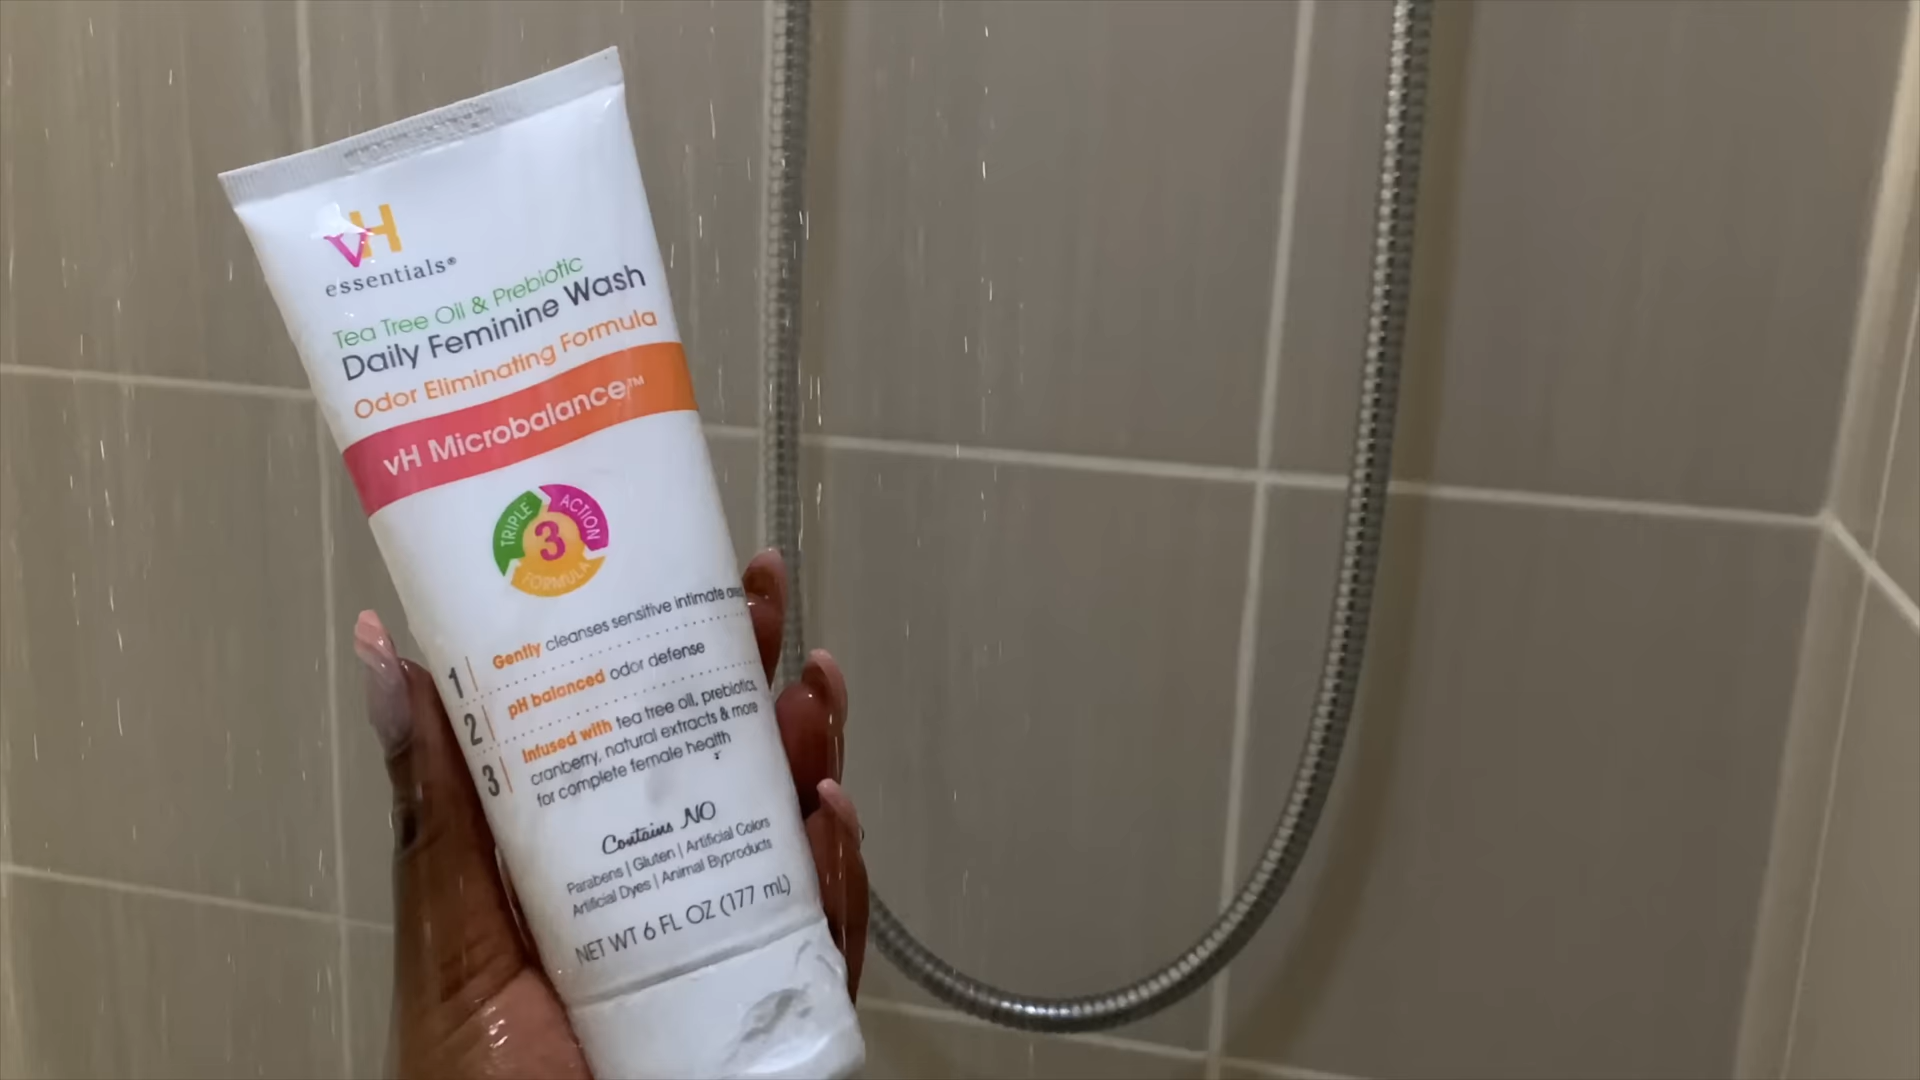 vH
essentials®
Tea Tree Oil & Prebiotic
Daily Feminine Wash
Odor Eliminating Formula
vH Microbalance™
TRIPLE ACTION
3
FORMULA
1 | Gently cleanses sensitive intimate
2 | pH balanced odor defense
3 | Infused with tea tree oil, prebiotics,
cranberry, natural extracts & more
for complete female health
Contains NO
Parabens | Gluten | Artificial Colors
Artificial Dyes | Animal Byproducts
NET WT 6 FL OZ (177 mL)